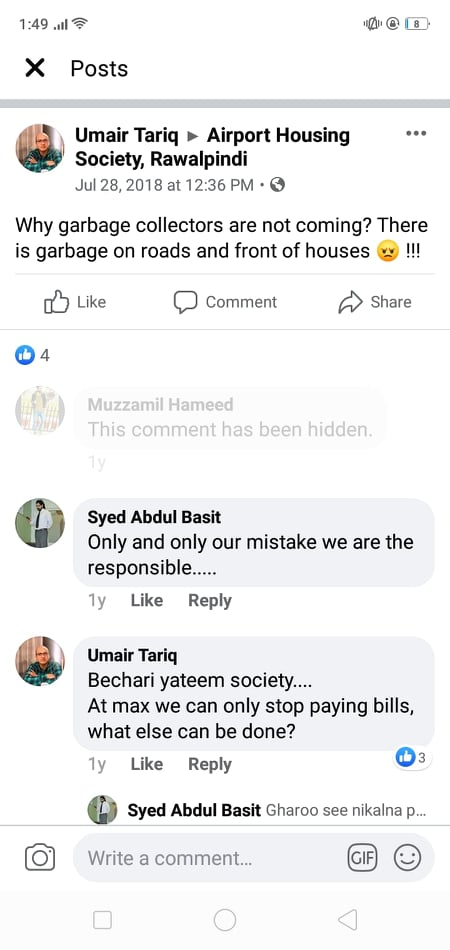 1:49
8
Posts
Umair Tariq ▸ Airport Housing
Society, Rawalpindi
Jul 28, 2018 at 12:36 PM •
Why garbage collectors are not coming? There
is garbage on roads and front of houses 😠 !!!
Like
Comment
Share
4
Muzzamil Hameed
This comment has been hidden.
1y
Syed Abdul Basit
Only and only our mistake we are the
responsible.....
1y Like Reply
Umair Tariq
Bechari yateem society....
At max we can only stop paying bills,
what else can be done?
3
1y Like Reply
Syed Abdul Basit Gharoo see nikalna p...
Write a comment...
GIF